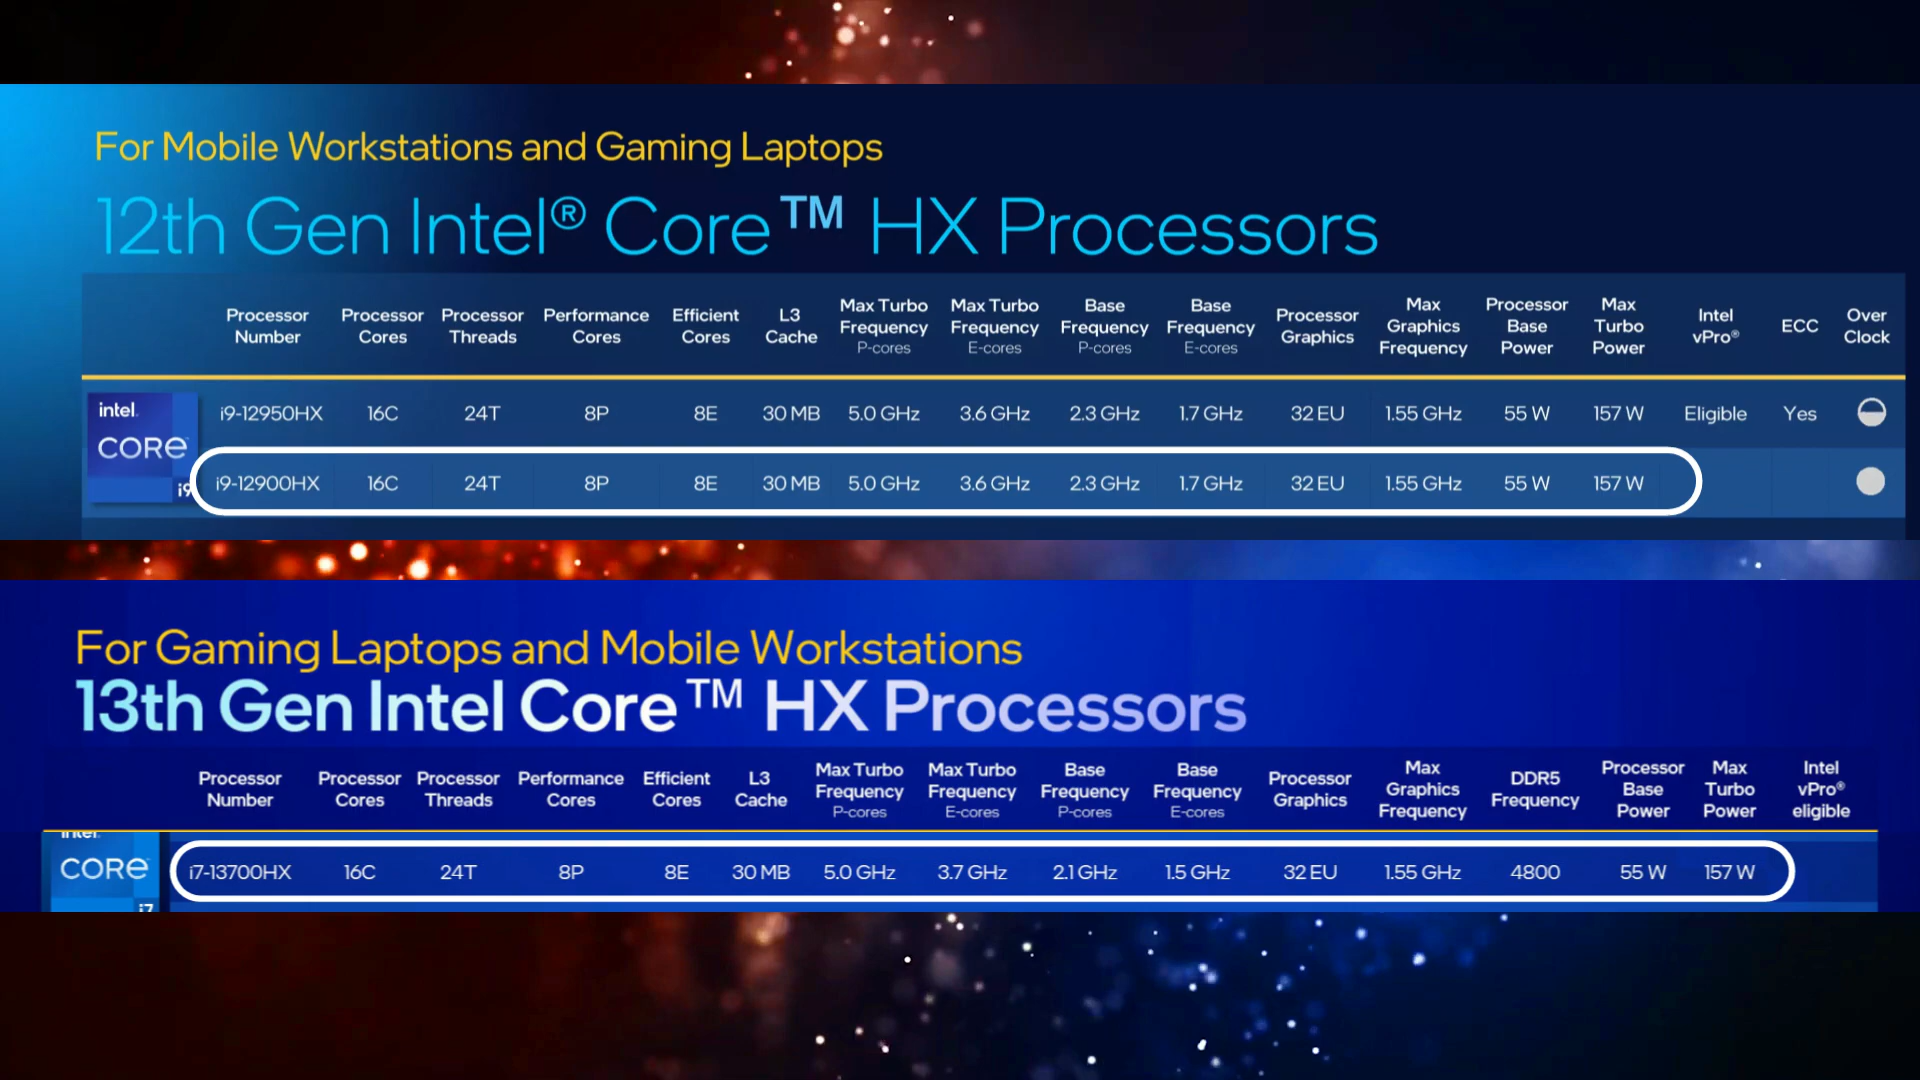 For Mobile Workstations and Gaming Laptops
12th Gen Intel® Core™ HX Processors
Processor Number Processor Cores Processor Threads Performance Cores Efficient Cores L3 Cache Max Turbo Frequency P-cores Max Turbo Frequency E-cores Base Frequency P-cores Base Frequency E-cores Processor Graphics Max Graphics Frequency Processor Base Power Max Turbo Power Intel vPro® ECC Over Clock
intel.
CORE
i9
i9-12950HX 16C 24T 8P 8E 30 MB 5.0 GHz 3.6 GHz 2.3 GHz 1.7 GHz 32 EU 1.55 GHz 55 W 157 W Eligible Yes
i9-12900HX 16C 24T 8P 8E 30 MB 5.0 GHz 3.6 GHz 2.3 GHz 1.7 GHz 32 EU 1.55 GHz 55 W 157 W
For Gaming Laptops and Mobile Workstations
13th Gen Intel Core™ HX Processors
Processor Number Processor Cores Processor Threads Performance Cores Efficient Cores L3 Cache Max Turbo Frequency P-cores Max Turbo Frequency E-cores Base Frequency P-cores Base Frequency E-cores Processor Graphics Max Graphics Frequency DDR5 Frequency Processor Base Power Max Turbo Power Intel vPro® eligible
intel.
CORE
i7
i7-13700HX 16C 24T 8P 8E 30 MB 5.0 GHz 3.7 GHz 2.1 GHz 1.5 GHz 32 EU 1.55 GHz 4800 55 W 157 W